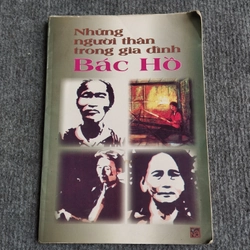 Những
người thân
trong gia đình
Bác Hồ